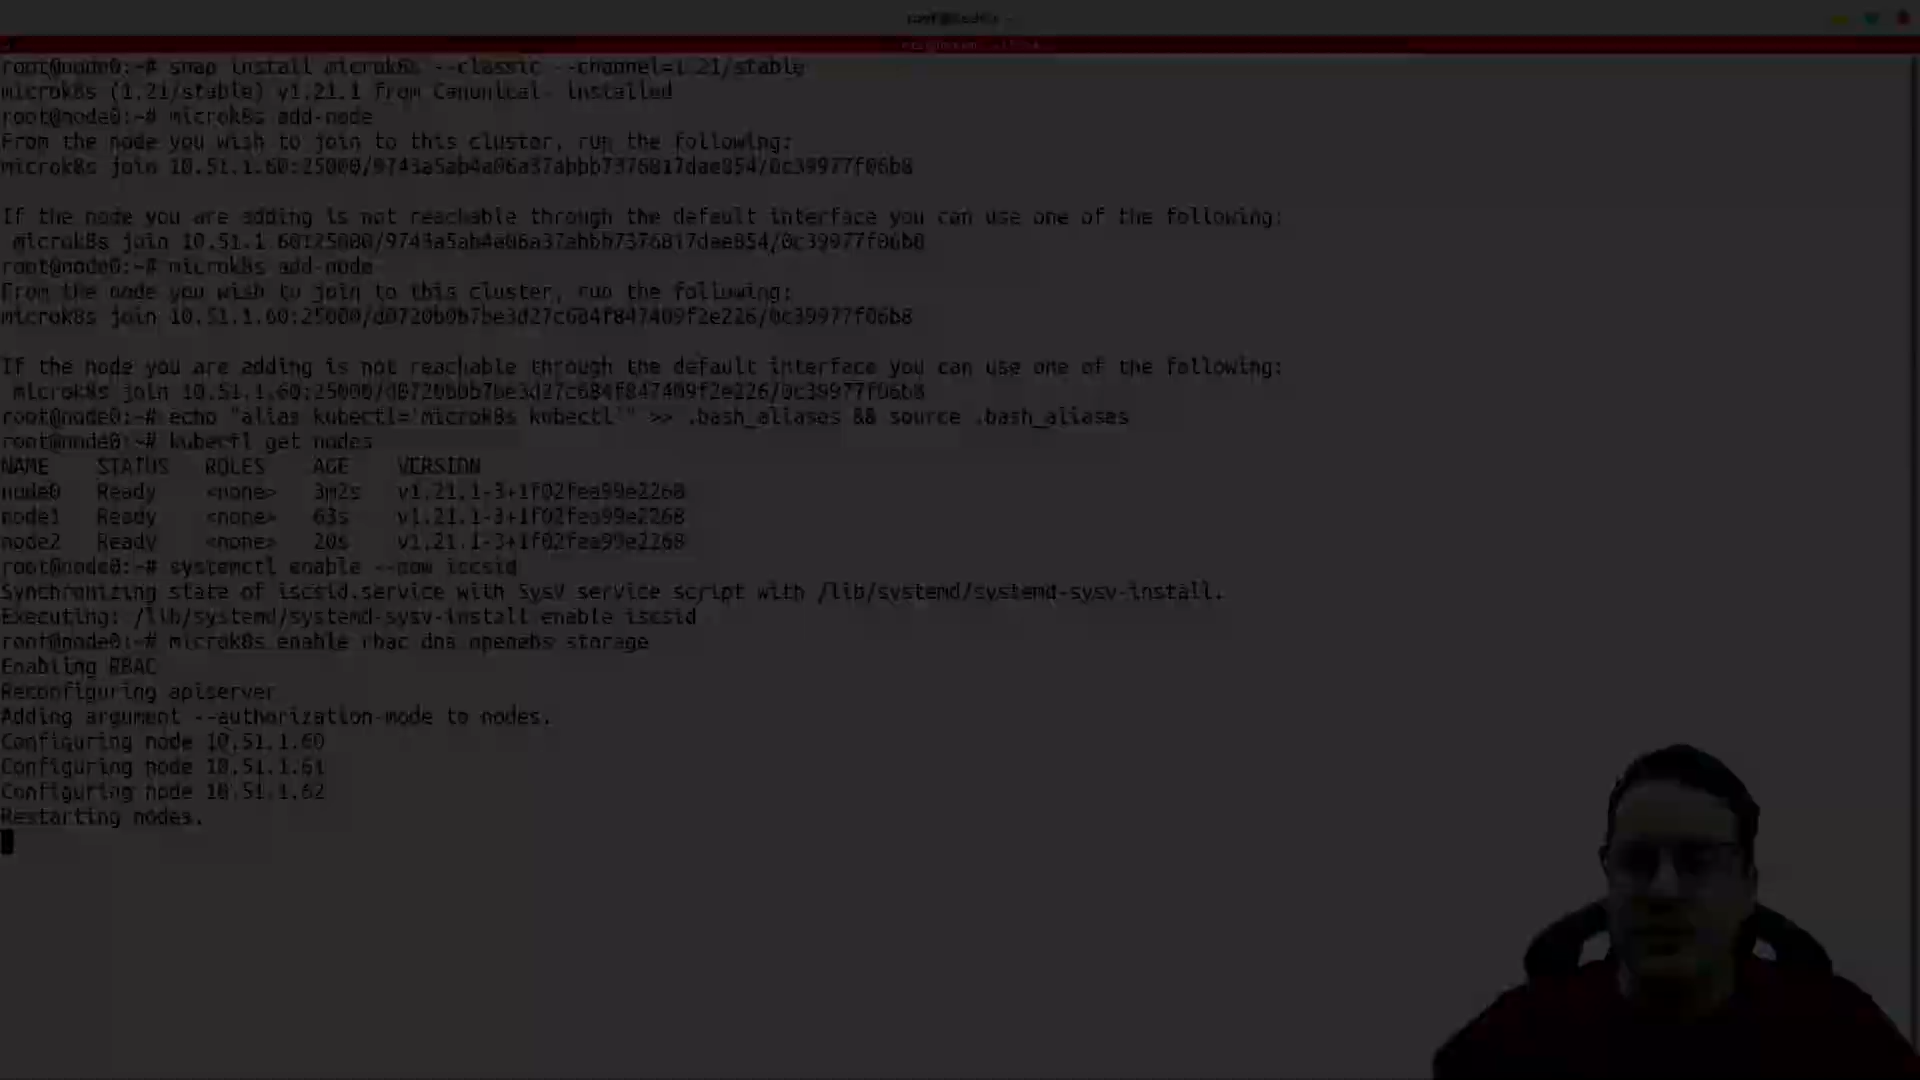 root@node0:~# snap install microk8s --classic --channel=1.21/stable
microk8s (1.21/stable) v1.21.1 from Canonical✓ installed
root@node0:~# microk8s add-node
From the node you wish to join to this cluster, run the following:
microk8s join 10.51.1.60:25000/9743a5ab4a06a37abbb7376817dae854/0c39977f06b8
If the node you are adding is not reachable through the default interface you can use one of the following:
microk8s join 10.51.1.60:25000/9743a5ab4a06a37abbb7376817dae854/0c39977f06b8
root@node0:~# microk8s add-node
From the node you wish to join to this cluster, run the following:
microk8s join 10.51.1.60:25000/d0720b0b7be3d27c684f847409f2e226/0c39977f06b8
If the node you are adding is not reachable through the default interface you can use one of the following:
microk8s join 10.51.1.60:25000/d0720b0b7be3d27c684f847409f2e226/0c39977f06b8
root@node0:~# echo "alias kubectl='microk8s kubectl'" >> .bash_aliases && source .bash_aliases
root@node0:~# kubectl get nodes
NAME STATUS ROLES AGE VERSION
node0 Ready <none> 3m2s v1.21.1-3+1f02fea99e2268
node1 Ready <none> 63s v1.21.1-3+1f02fea99e2268
node2 Ready <none> 20s v1.21.1-3+1f02fea99e2268
root@node0:~# systemctl enable --now iscsid
Synchronizing state of iscsid.service with SysV service script with /lib/systemd/systemd-sysv-install.
Executing: /lib/systemd/systemd-sysv-install enable iscsid
root@node0:~# microk8s enable rbac dns openebs storage
Enabling RBAC
Reconfiguring apiserver
Adding argument --authorization-mode to nodes.
Configuring node 10.51.1.60
Configuring node 10.51.1.61
Configuring node 10.51.1.62
Restarting nodes.